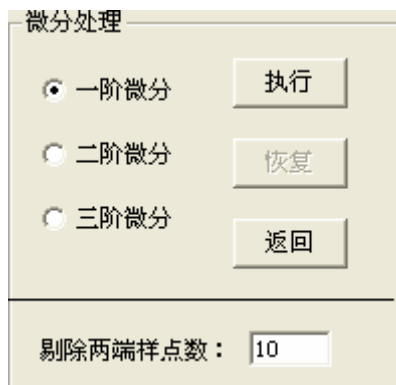 微分处理
一阶微分 执行
二阶微分 恢复
三阶微分
返回
剔除两端样点数： 10